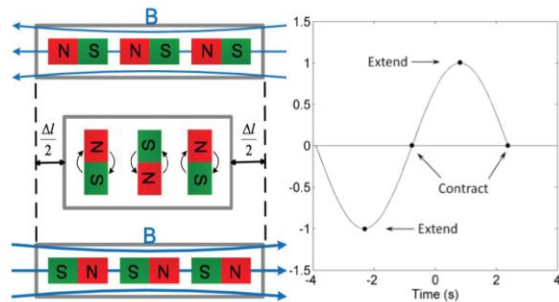 B
N S N S N S
Δl
2
N
S
S
N
N
S
Δl
2
B
S N S N S N
1.5
1
0.5
0
-0.5
-1
-1.5
Extend
Contract
Extend
-2
0
2
4
Time (s)